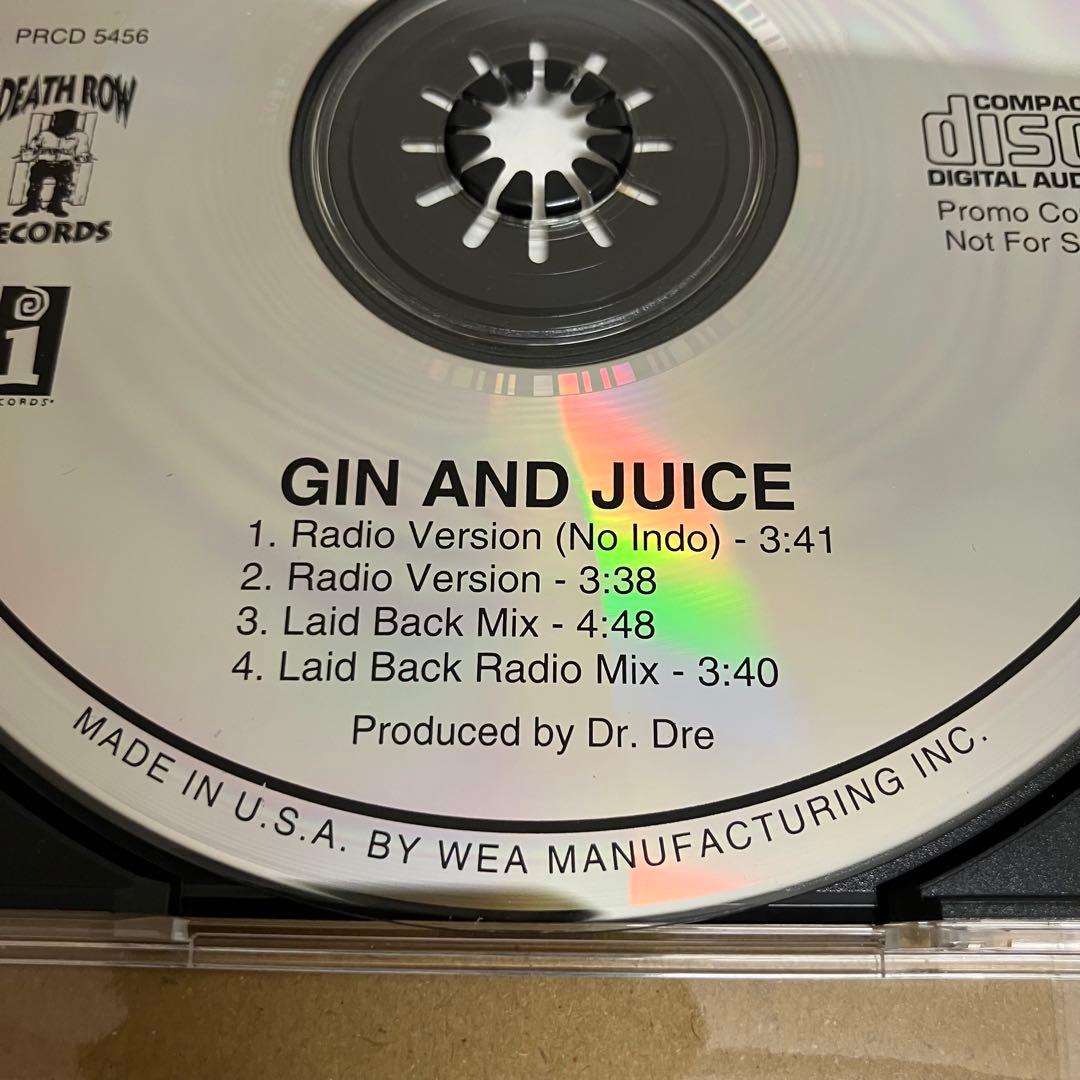 PRCD 5456
DEATH ROW
RECORDS
i
COMPAC
disc
DIGITAL AUD
Promo Co
Not For S
GIN AND JUICE
1. Radio Version (No Indo) - 3:41
2. Radio Version - 3:38
3. Laid Back Mix - 4:48
4. Laid Back Radio Mix - 3:40
Produced by Dr. Dre
MADE IN U.S.A. BY WEA MANUFACTURING INC.